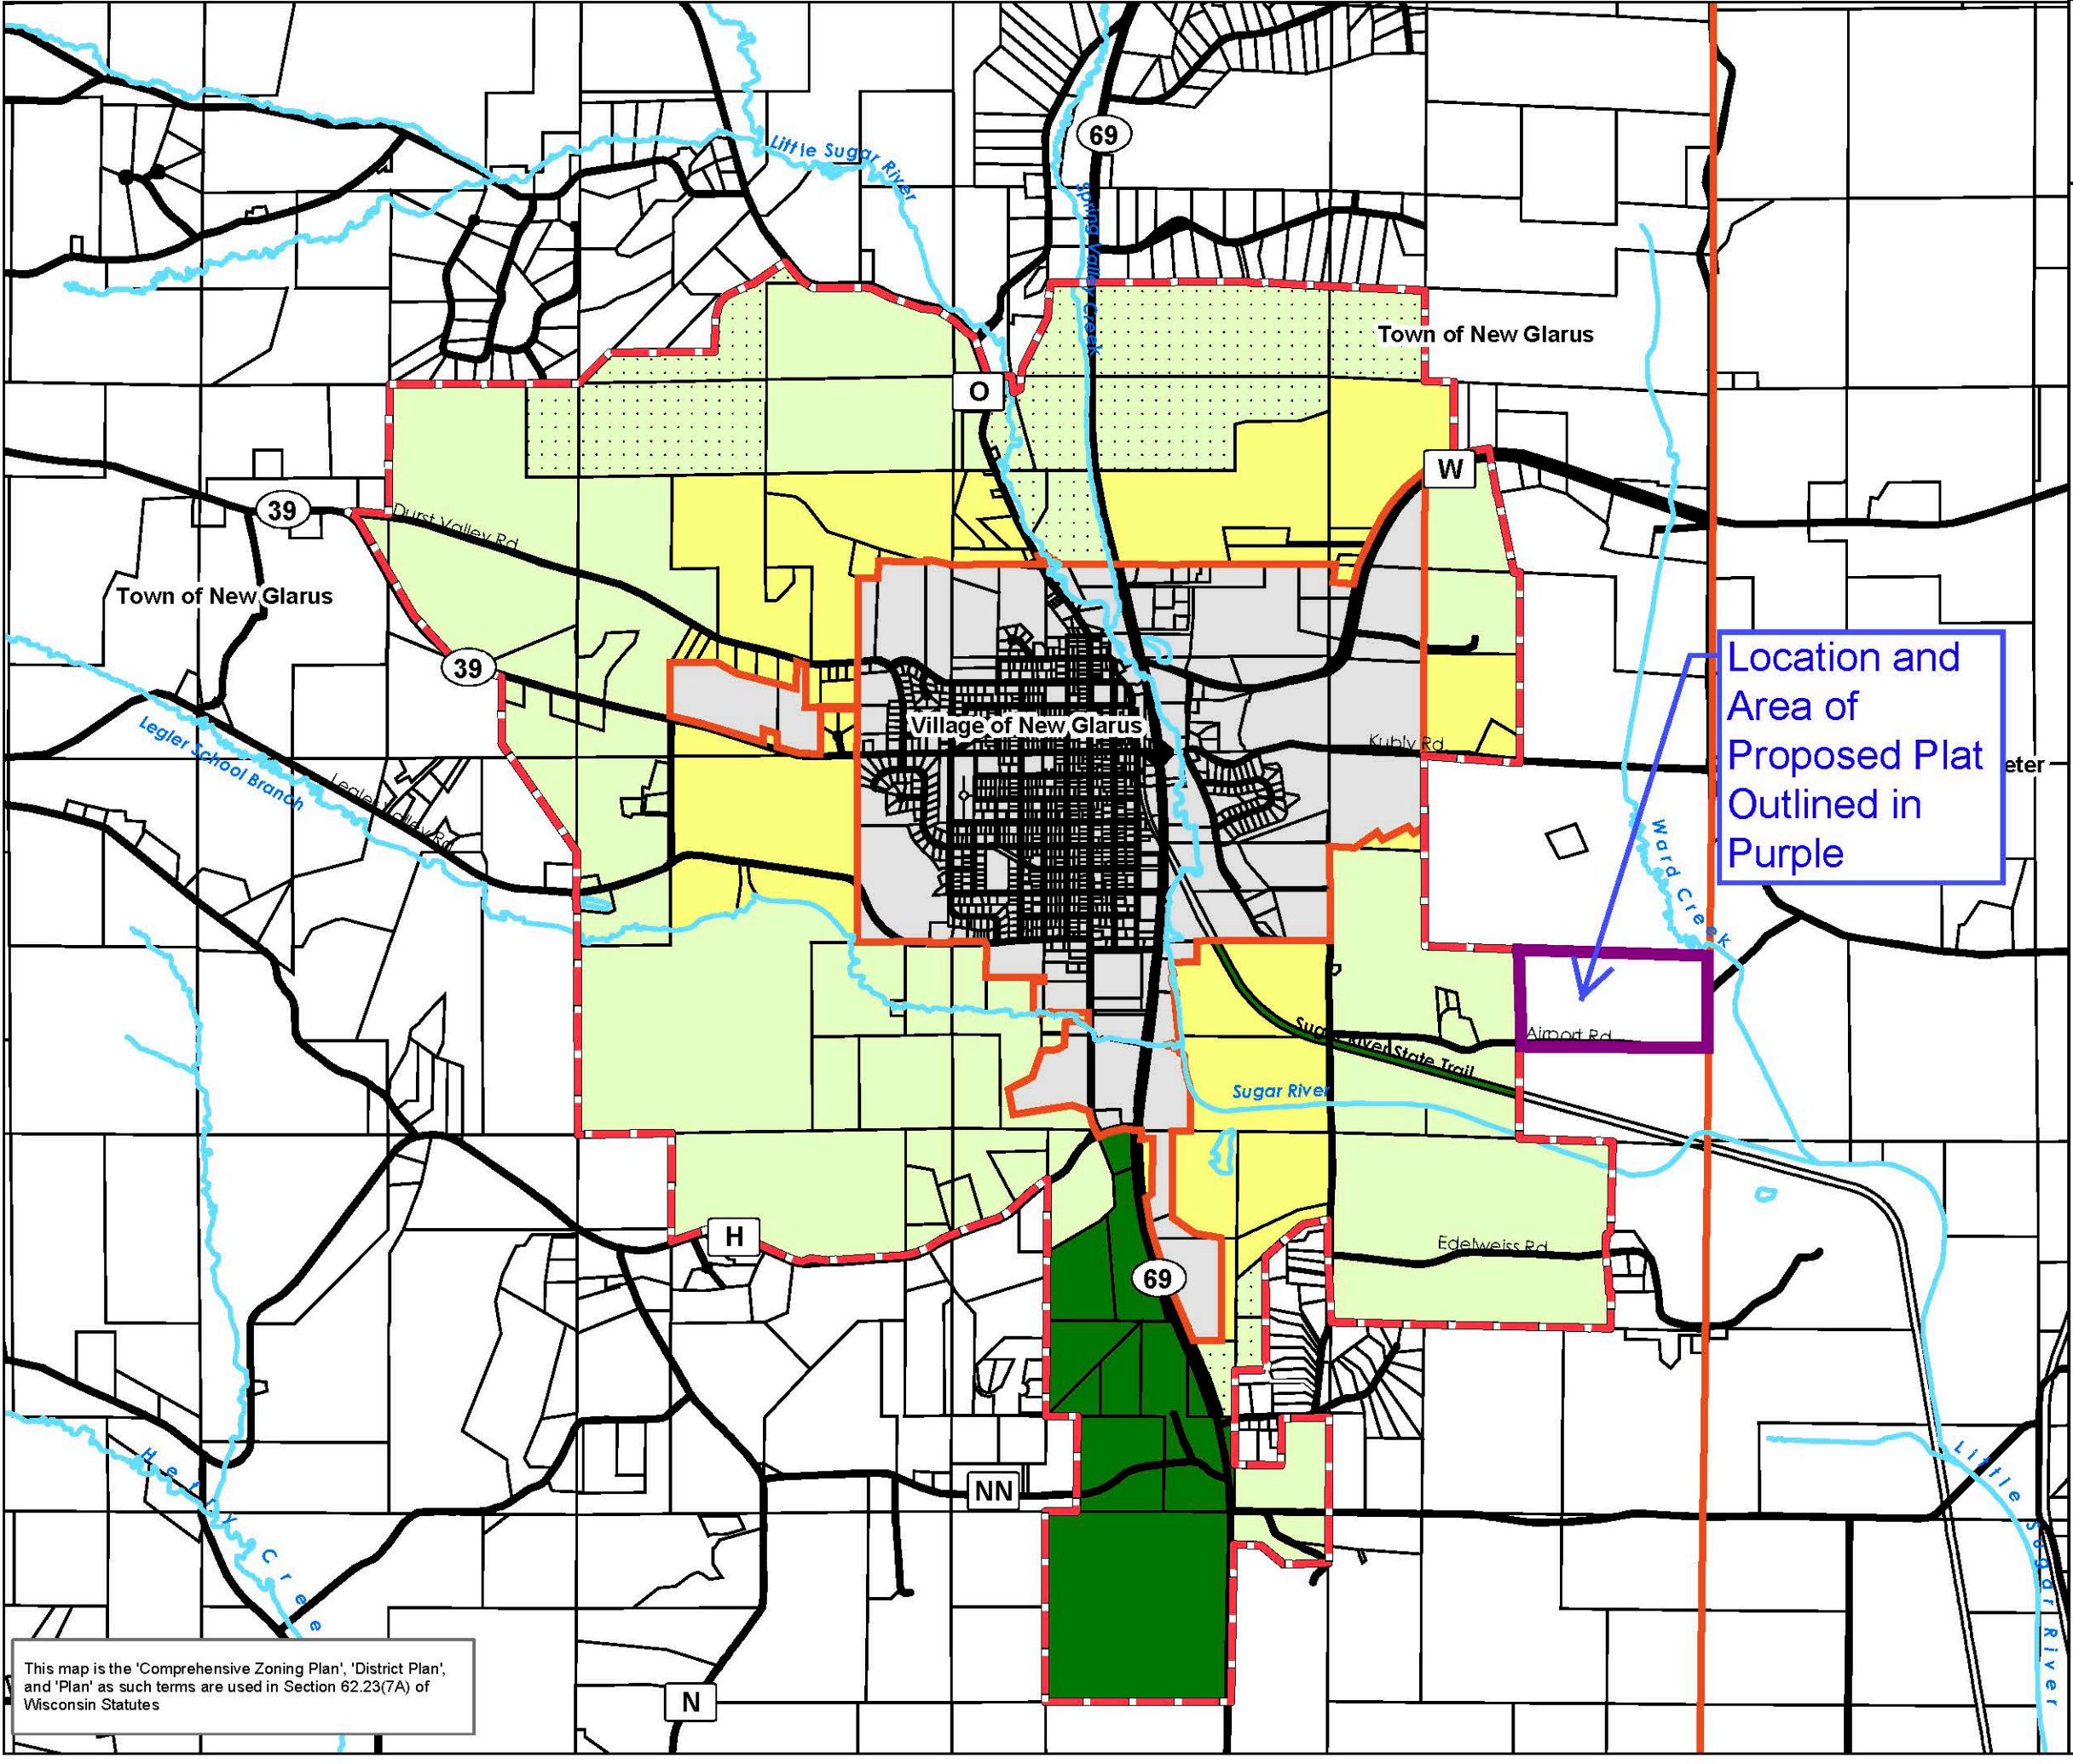 Little Sugar River
69
Spring Valley Creek
Town of New Glarus
O
W
39
Durst Valley Rd
Town of New Glarus
39
Location and
Area of
Proposed Plat
Outlined in
Purple
Village of New Glarus
Kubly Rd
eter
Legler School Branch
Legler Valley Rd
Ward Creek
Airport Rd
Sugar River State Trail
Sugar River
H
Edelweiss Rd
69
NN
Hefty Cree
Little Sugar River
This map is the 'Comprehensive Zoning Plan', 'District Plan',
and 'Plan' as such terms are used in Section 62.23(7A) of
Wisconsin Statutes
N